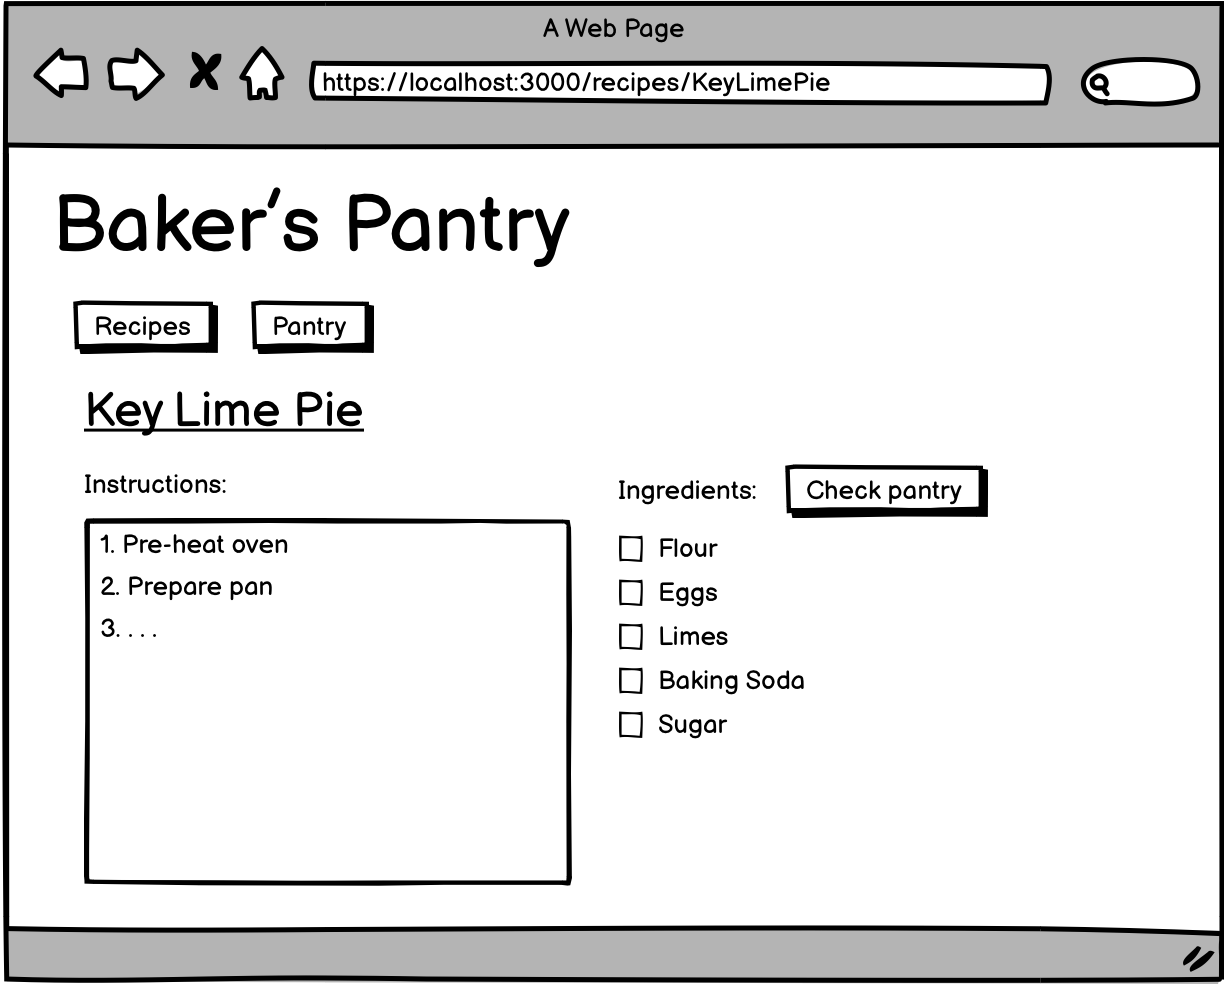 A Web Page
https://localhost:3000/recipes/KeyLimePie
Baker's Pantry
Recipes
Pantry
Key Lime Pie
Instructions:
1. Pre-heat oven
2. Prepare pan
3. . . .
Ingredients:
Check pantry
Flour
Eggs
Limes
Baking Soda
Sugar